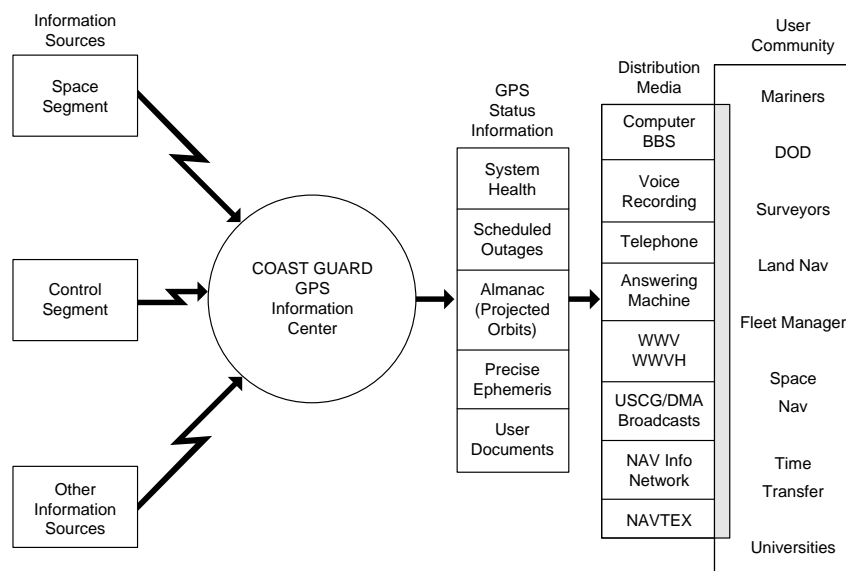 Information
Sources
Space
Segment
Control
Segment
Other
Information
Sources
COAST GUARD
GPS
Information
Center
GPS
Status
Information
System
Health
Scheduled
Outages
Almanac
(Projected
Orbits)
Precise
Ephemeris
User
Documents
Distribution
Media
Computer
BBS
Voice
Recording
Telephone
Answering
Machine
WWV
WWVH
USCG/DMA
Broadcasts
NAV Info
Network
NAVTEX
User
Community
Mariners
DOD
Surveyors
Land Nav
Fleet Manager
Space
Nav
Time
Transfer
Universities